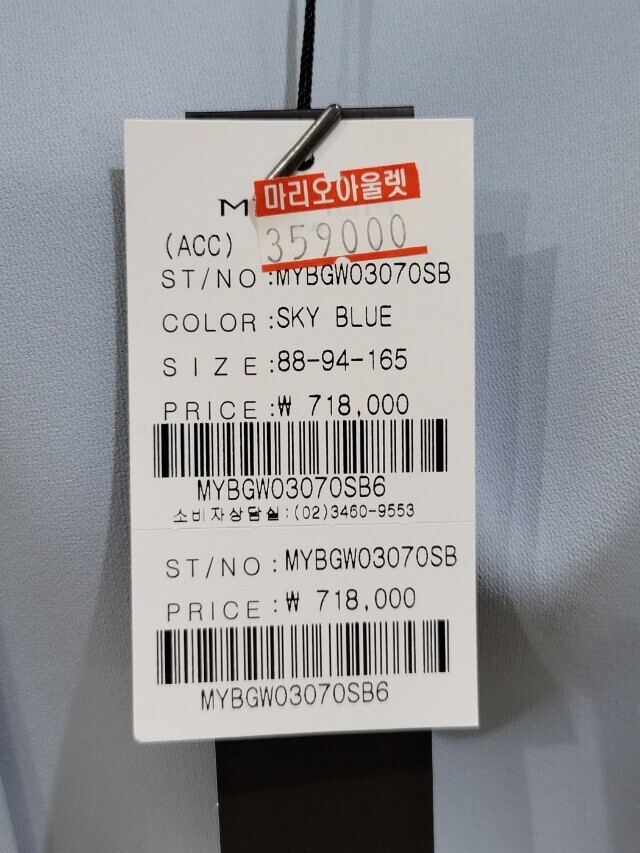 마리오아울렛
359000
(ACC)
ST/NO :MYBGW03070SB
COLOR :SKY BLUE
SIZE :88-94-165
PRICE :₩ 718,000
MYBGW03070SB6
소비자상담실:(02)3460-9553
ST/NO :MYBGW03070SB
PRICE :₩ 718,000
MYBGW03070SB6